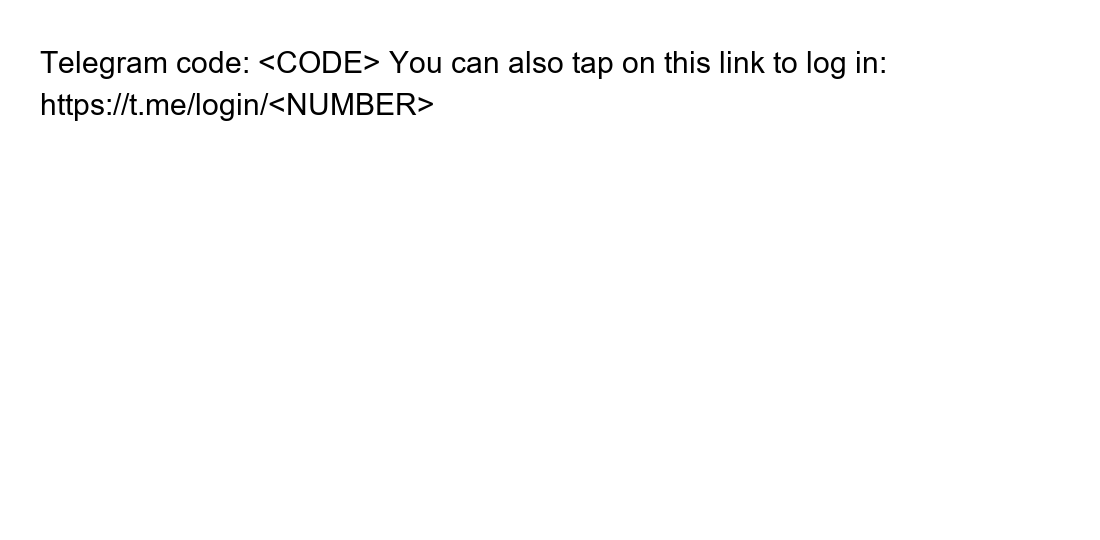 Telegram code: <CODE> You can also tap on this link to log in:
https://t.me/login/<NUMBER>